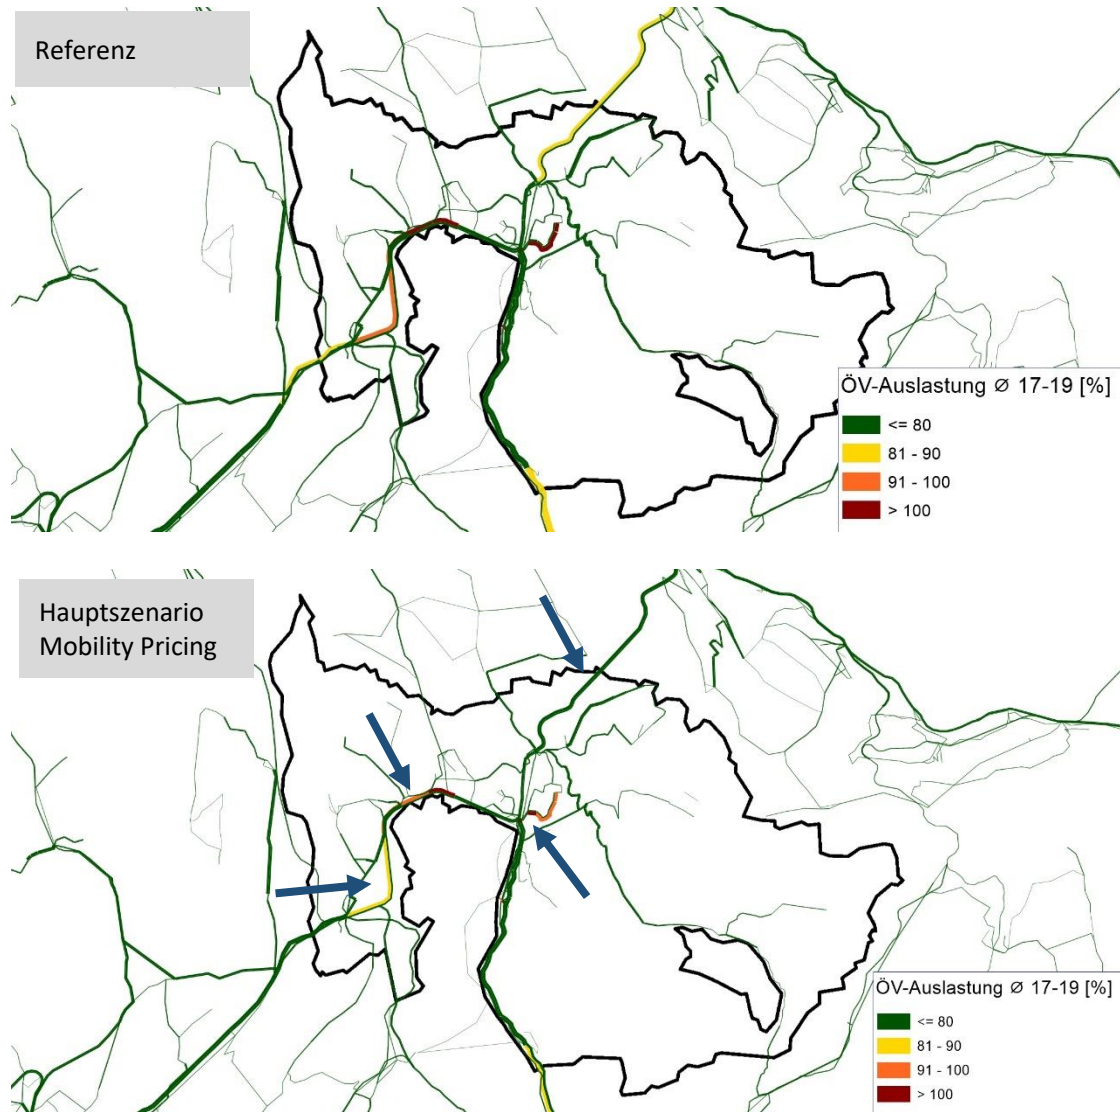 Referenz
ÖV-Auslastung ∅ 17-19 [%]
<= 80
81 - 90
91 - 100
> 100
Hauptszenario
Mobility Pricing
ÖV-Auslastung ∅ 17-19 [%]
<= 80
81 - 90
91 - 100
> 100